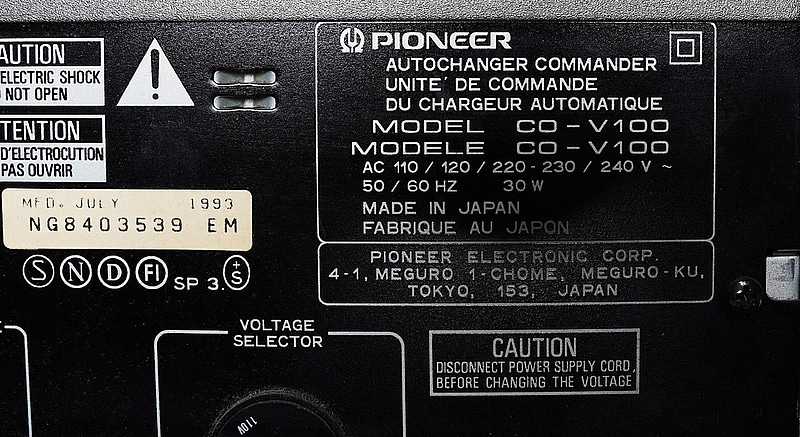 AUTION
ELECTRIC SHOCK
NOT OPEN
TENTION
D'ELECTROCUTION
PAS OUVRIR
MFD. JULY 1993
NG8403539 EM
S N D FI SP 3. +S
PIONEER
AUTOCHANGER COMMANDER
UNITE´ DE COMMANDE
DU CHARGEUR AUTOMATIQUE
MODEL CO-V100
MODELE CO-V100
AC 110 / 120 / 220 - 230 / 240 V ~
50 / 60 HZ 30 W
MADE IN JAPAN
FABRIQUE AU JAPON
PIONEER ELECTRONIC CORP.
4-1, MEGURO 1-CHOME, MEGURO-KU,
TOKYO, 153, JAPAN
VOLTAGE
SELECTOR
110V
CAUTION
DISCONNECT POWER SUPPLY CORD,
BEFORE CHANGING THE VOLTAGE